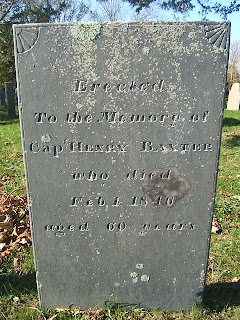 Erected
To the Memory of
Capt Henry Baxter
who died
Feb 1. 1840
aged 60 years